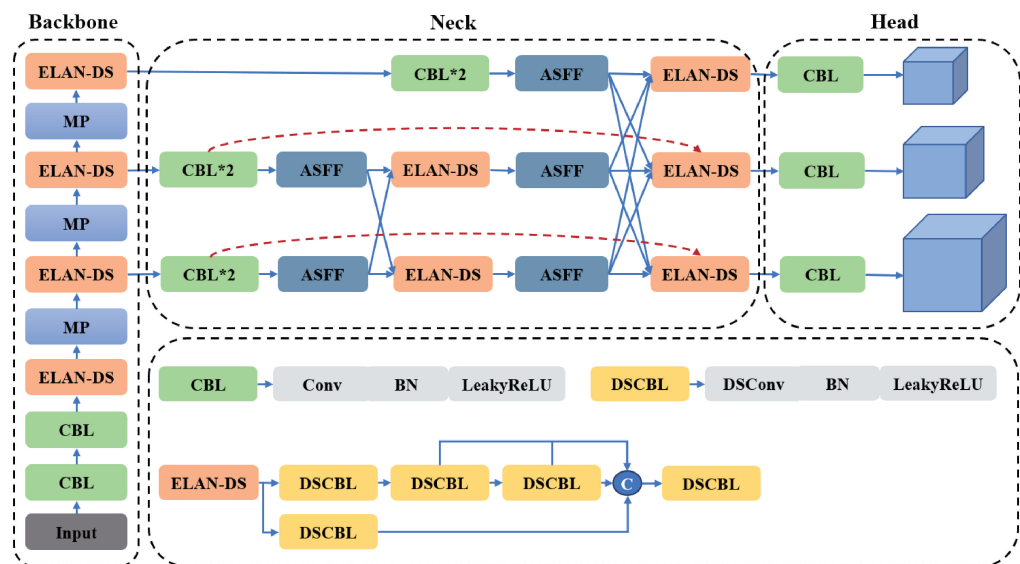 Backbone
Neck
Head
ELAN-DS
CBL*2
ASFF
ELAN-DS
CBL
MP
ELAN-DS
CBL*2
ASFF
ELAN-DS
ASFF
ELAN-DS
CBL
MP
ELAN-DS
CBL*2
ASFF
ELAN-DS
ASFF
ELAN-DS
CBL
MP
ELAN-DS
CBL
CBL
Input
CBL
Conv
BN
LeakyReLU
DSCBL
DSConv
BN
LeakyReLU
ELAN-DS
DSCBL
DSCBL
DSCBL
C
DSCBL
DSCBL